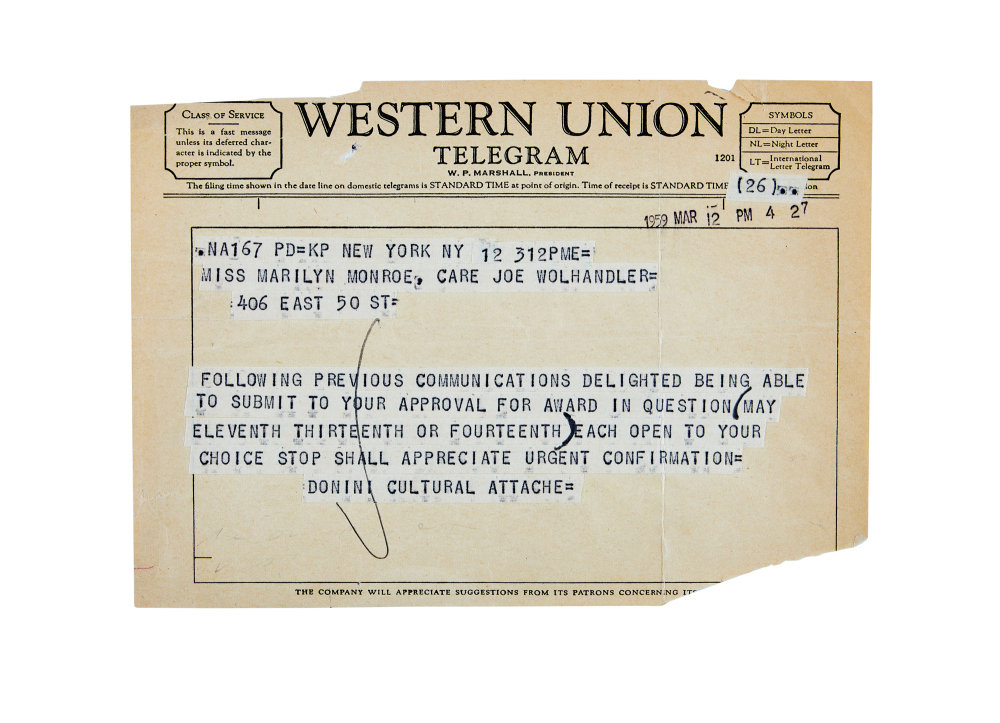 CLASS OF SERVICE
This is a fast message
unless its deferred char-
acter is indicated by the
proper symbol.
WESTERN UNION
TELEGRAM
W. P. MARSHALL, PRESIDENT
1201
SYMBOLS
DL=Day Letter
NL=Night Letter
LT=International Letter Telegram
The filing time shown in the date line on domestic telegrams is STANDARD TIME at point of origin. Time of receipt is STANDARD TIME
(26)
1959 MAR 12 PM 4 27
NA167 PD=KP NEW YORK NY 12 312PME=
MISS MARILYN MONROE, CARE JOE WOLHANDLER=
406 EAST 50 ST=
FOLLOWING PREVIOUS COMMUNICATIONS DELIGHTED BEING ABLE
TO SUBMIT TO YOUR APPROVAL FOR AWARD IN QUESTION (MAY
ELEVENTH THIRTEENTH OR FOURTEENTH) EACH OPEN TO YOUR
CHOICE STOP SHALL APPRECIATE URGENT CONFIRMATION=
DONINI CULTURAL ATTACHE=
THE COMPANY WILL APPRECIATE SUGGESTIONS FROM ITS PATRONS CONCERNING ITS